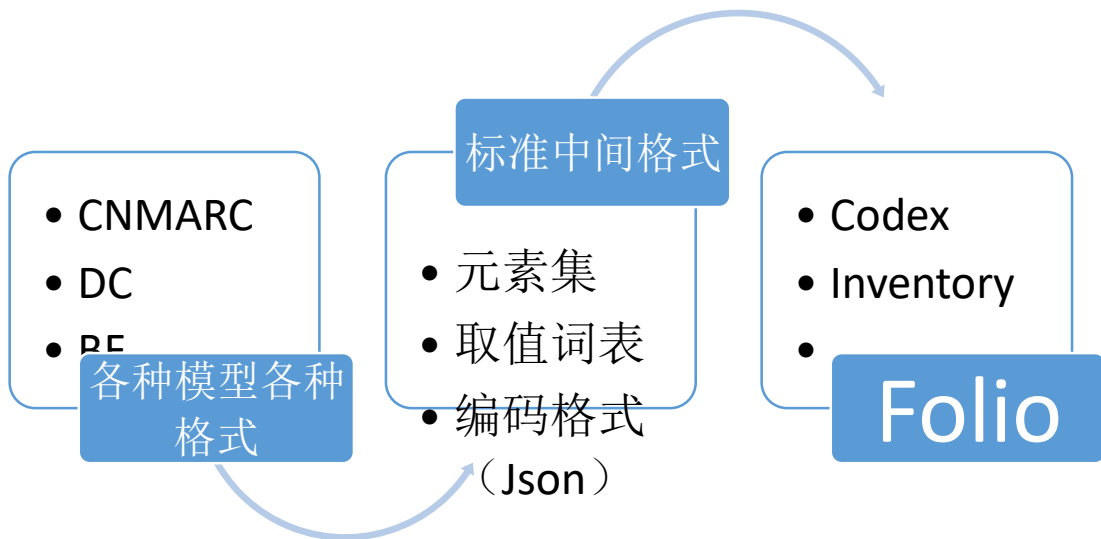 • CNMARC
• DC
各种模型各种
格式
标准中间格式
• 元素集
• 取值词表
• 编码格式
（Json）
• Codex
• Inventory
•
Folio